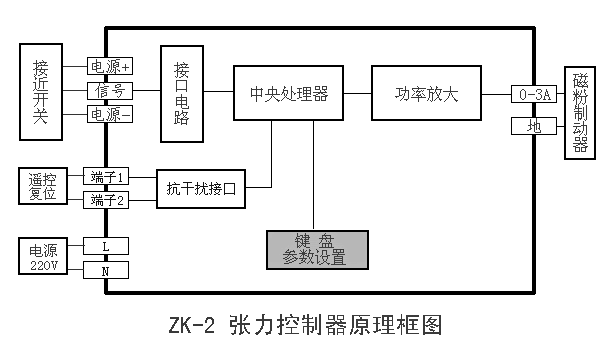 接近开关
电源+
信号
电源-
接口电路
中央处理器
功率放大
0-3A
地
磁粉制动器
遥控
复位
端子1
端子2
抗干扰接口
电源
220V
L
N
键 盘
参数设置
ZK-2 张力控制器原理框图